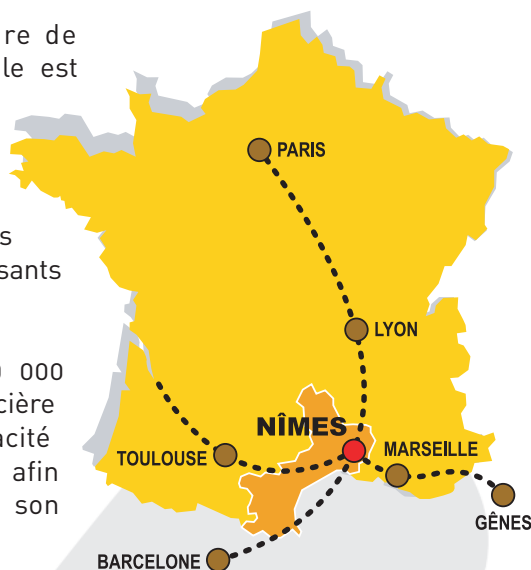 re de
le est
PARIS
s
sants
LYON
000
cière
NÎMES
acité
MARSEILLE
TOULOUSE
afin
son
GÊNES
BARCELONE